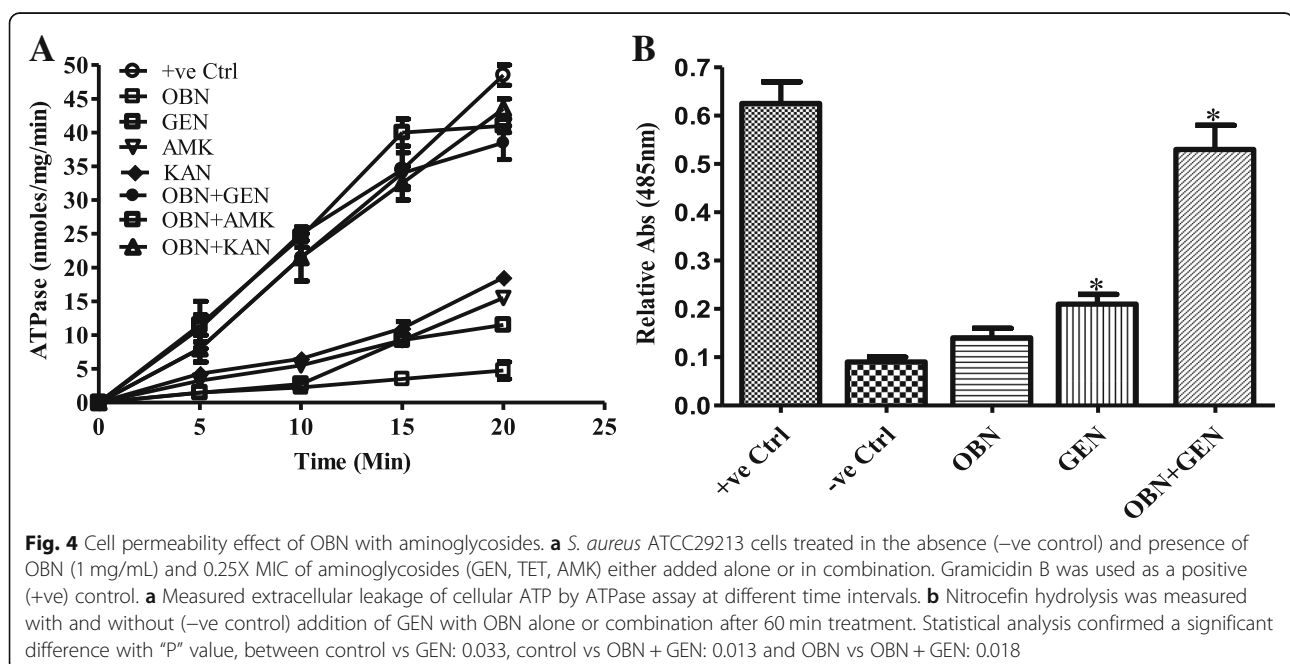 A
50
45
40
35
30
25
20
15
10
5
0
ATPase (nmoles/mg/min)
+ve Ctrl
OBN
GEN
AMK
KAN
OBN+GEN
OBN+AMK
OBN+KAN
0 5 10 15 20 25
Time (Min)
B
0.7
0.6
0.5
0.4
0.3
0.2
0.1
0.0
Relative Abs (485nm)
*
*
+ve Ctrl
-ve Ctrl
OBN
GEN
OBN+GEN
Fig. 4 Cell permeability effect of OBN with aminoglycosides. a S. aureus ATCC29213 cells treated in the absence (−ve control) and presence of
OBN (1 mg/mL) and 0.25X MIC of aminoglycosides (GEN, TET, AMK) either added alone or in combination. Gramicidin B was used as a positive
(+ve) control. a Measured extracellular leakage of cellular ATP by ATPase assay at different time intervals. b Nitrocefin hydrolysis was measured
with and without (−ve control) addition of GEN with OBN alone or combination after 60 min treatment. Statistical analysis confirmed a significant
difference with “P” value, between control vs GEN: 0.033, control vs OBN + GEN: 0.013 and OBN vs OBN + GEN: 0.018